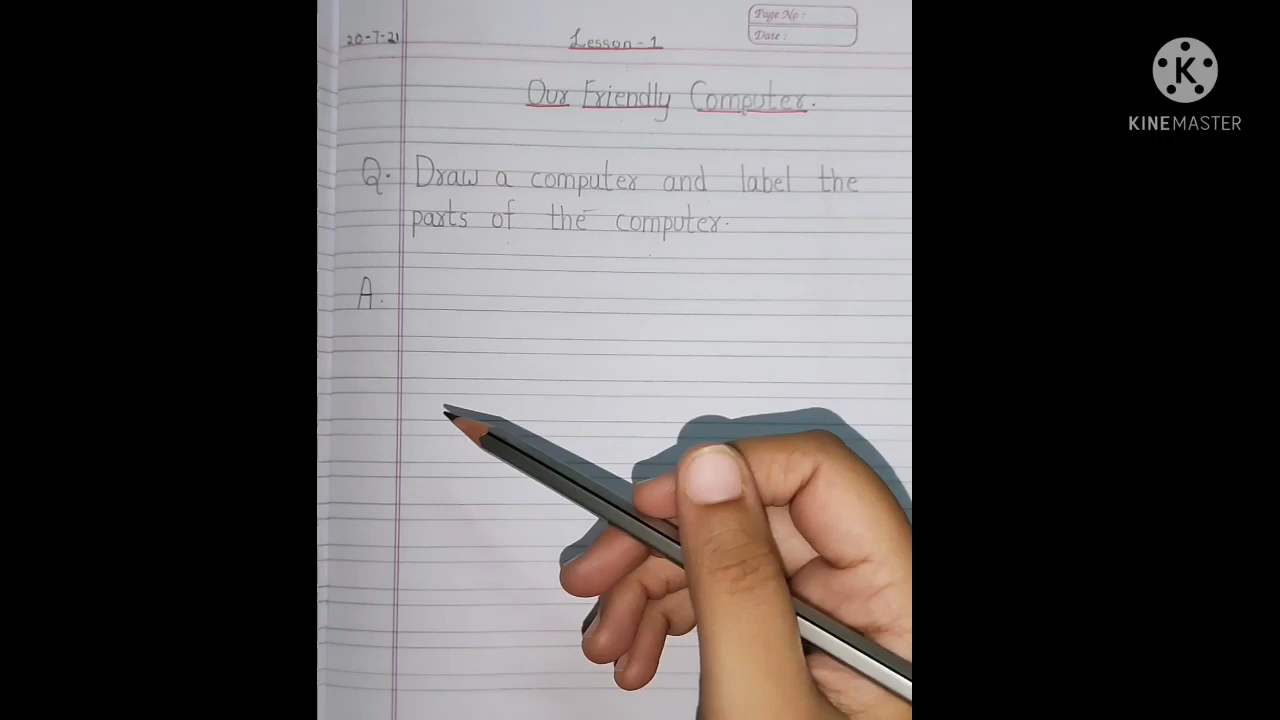 Page No :
20-7-21
Lesson - 1
Date :
Our Friendly Computer.
Q. Draw a computer and label the
parts of the computer.
A.
K
KINEMASTER